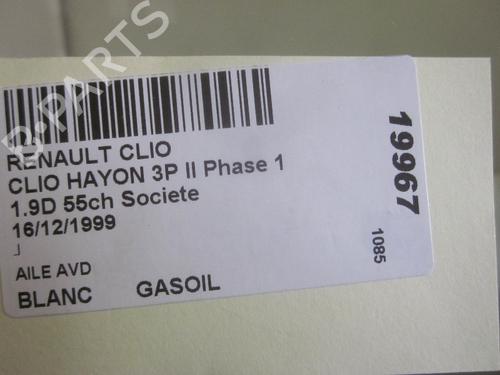 B-PARTS
RENAULT CLIO
CLIO HAYON 3P II Phase 1
1.9D 55ch Societe
16/12/1999
AILE AVD
BLANC GASOIL
19967
1085